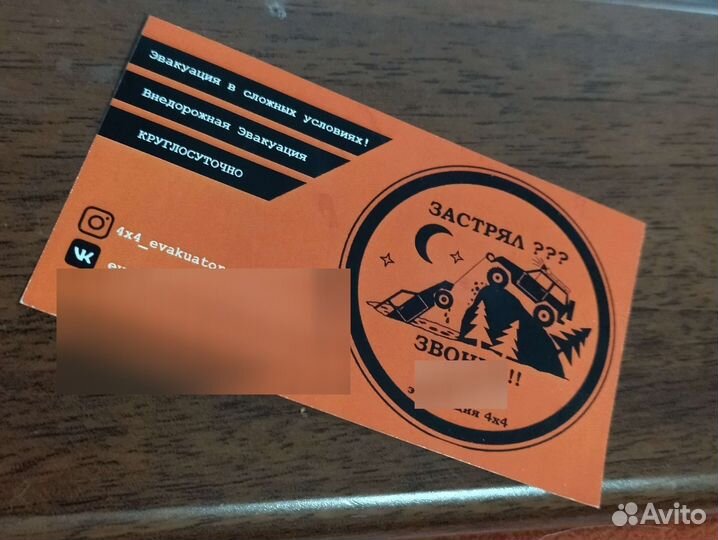 Эвакуация в сложных условиях!
Внедорожная Эвакуация
КРУГЛОСУТОЧНО
4x4_evakuator
ЗАСТРЯЛ ???
!!
4x4
Avito